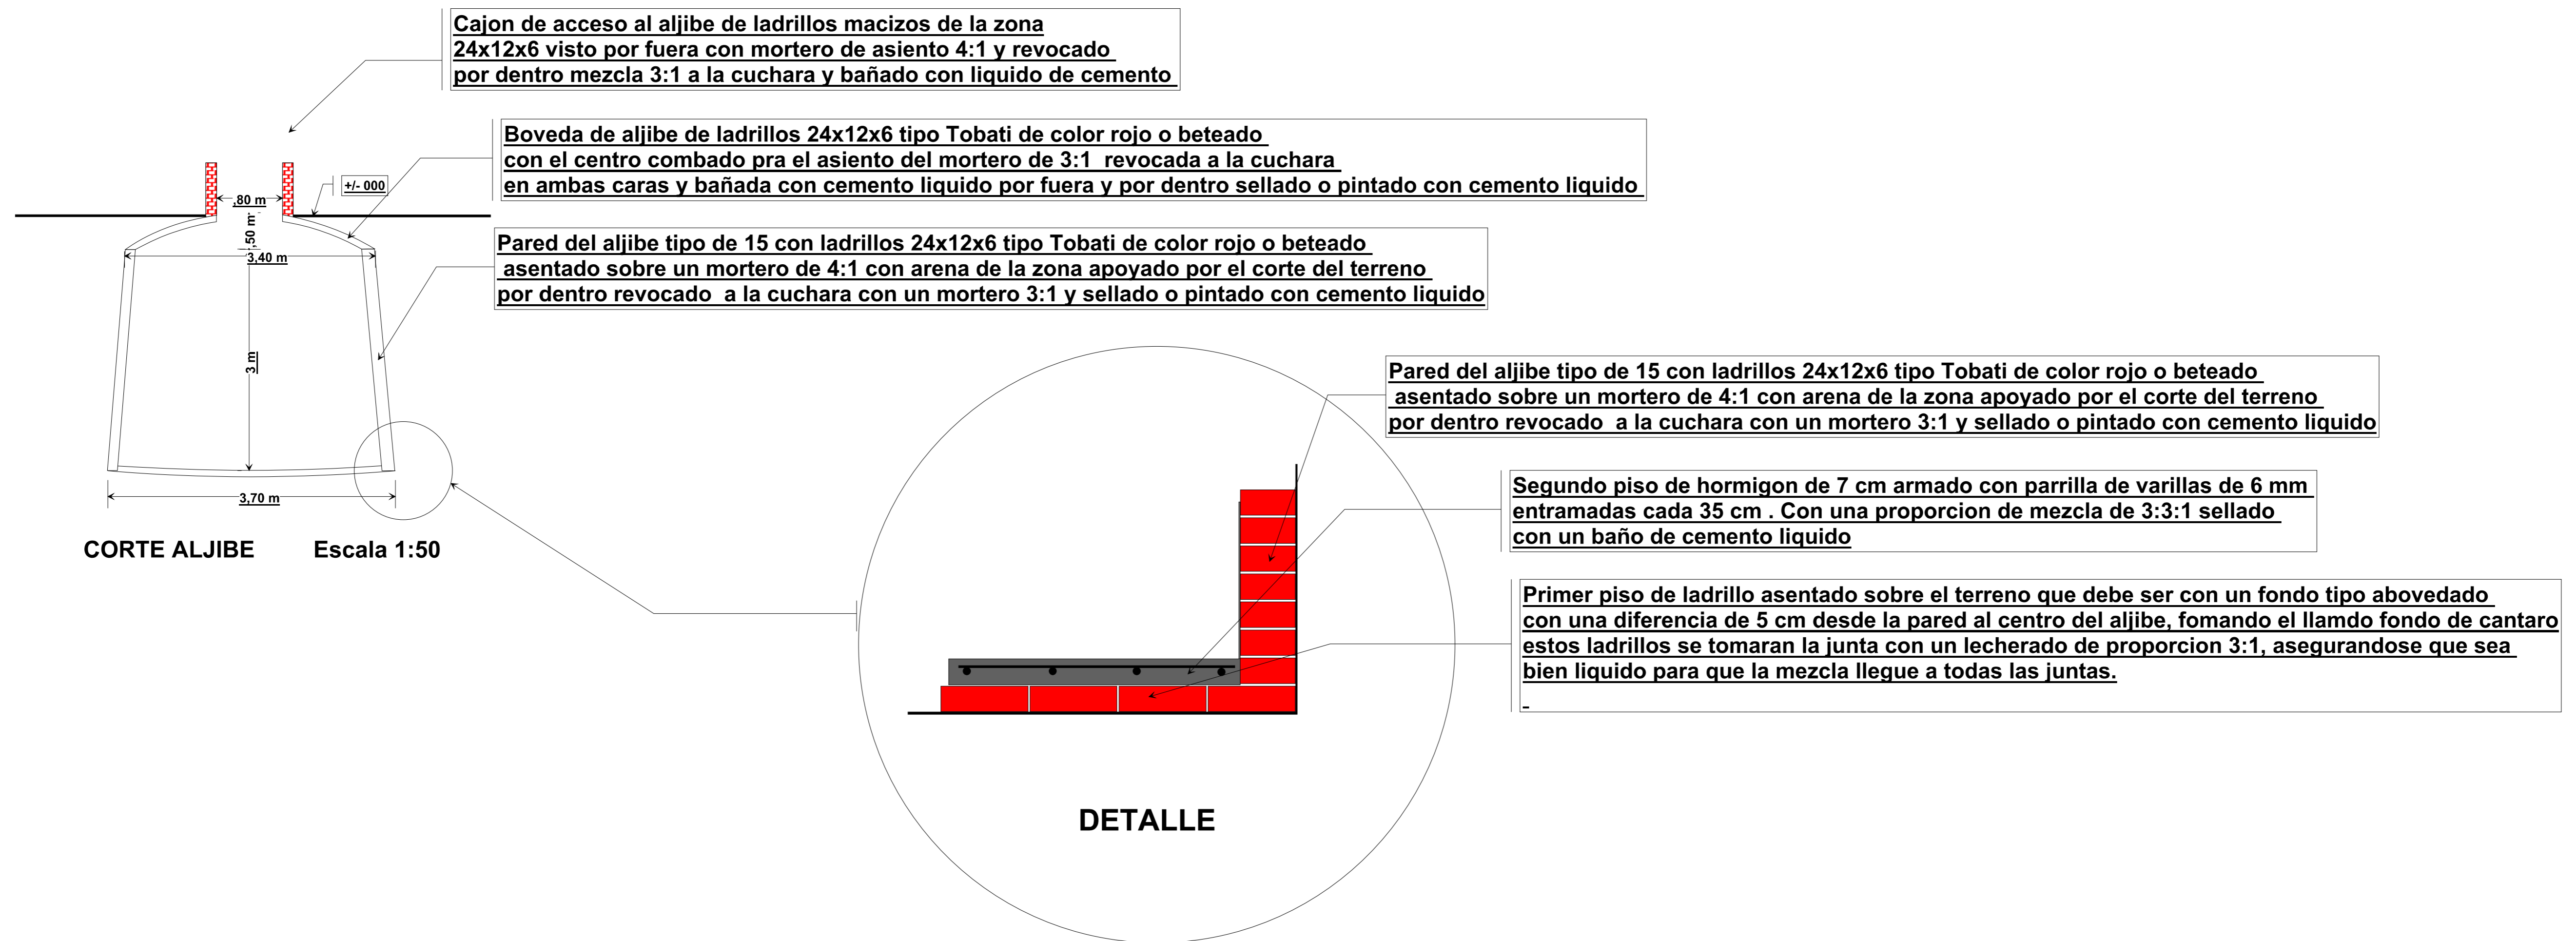 Cajon de acceso al aljibe de ladrillos macizos de la zona
24x12x6 visto por fuera con mortero de asiento 4:1 y revocado
por dentro mezcla 3:1 a la cuchara y bañado con liquido de cemento
Boveda de aljibe de ladrillos 24x12x6 tipo Tobati de color rojo o beteado
con el centro combado pra el asiento del mortero de 3:1 revocada a la cuchara
en ambas caras y bañada con cemento liquido por fuera y por dentro sellado o pintado con cemento liquido
+/- 000
,80 m
,50 m
3,40 m
Pared del aljibe tipo de 15 con ladrillos 24x12x6 tipo Tobati de color rojo o beteado
asentado sobre un mortero de 4:1 con arena de la zona apoyado por el corte del terreno
por dentro revocado a la cuchara con un mortero 3:1 y sellado o pintado con cemento liquido
3 m
3,70 m
CORTE ALJIBE Escala 1:50
Pared del aljibe tipo de 15 con ladrillos 24x12x6 tipo Tobati de color rojo o beteado
asentado sobre un mortero de 4:1 con arena de la zona apoyado por el corte del terreno
por dentro revocado a la cuchara con un mortero 3:1 y sellado o pintado con cemento liquido
Segundo piso de hormigon de 7 cm armado con parrilla de varillas de 6 mm
entramadas cada 35 cm . Con una proporcion de mezcla de 3:3:1 sellado
con un baño de cemento liquido
Primer piso de ladrillo asentado sobre el terreno que debe ser con un fondo tipo abovedado
con una diferencia de 5 cm desde la pared al centro del aljibe, fomando el llamdo fondo de cantaro
estos ladrillos se tomaran la junta con un lecherado de proporcion 3:1, asegurandose que sea
bien liquido para que la mezcla llegue a todas las juntas.
DETALLE